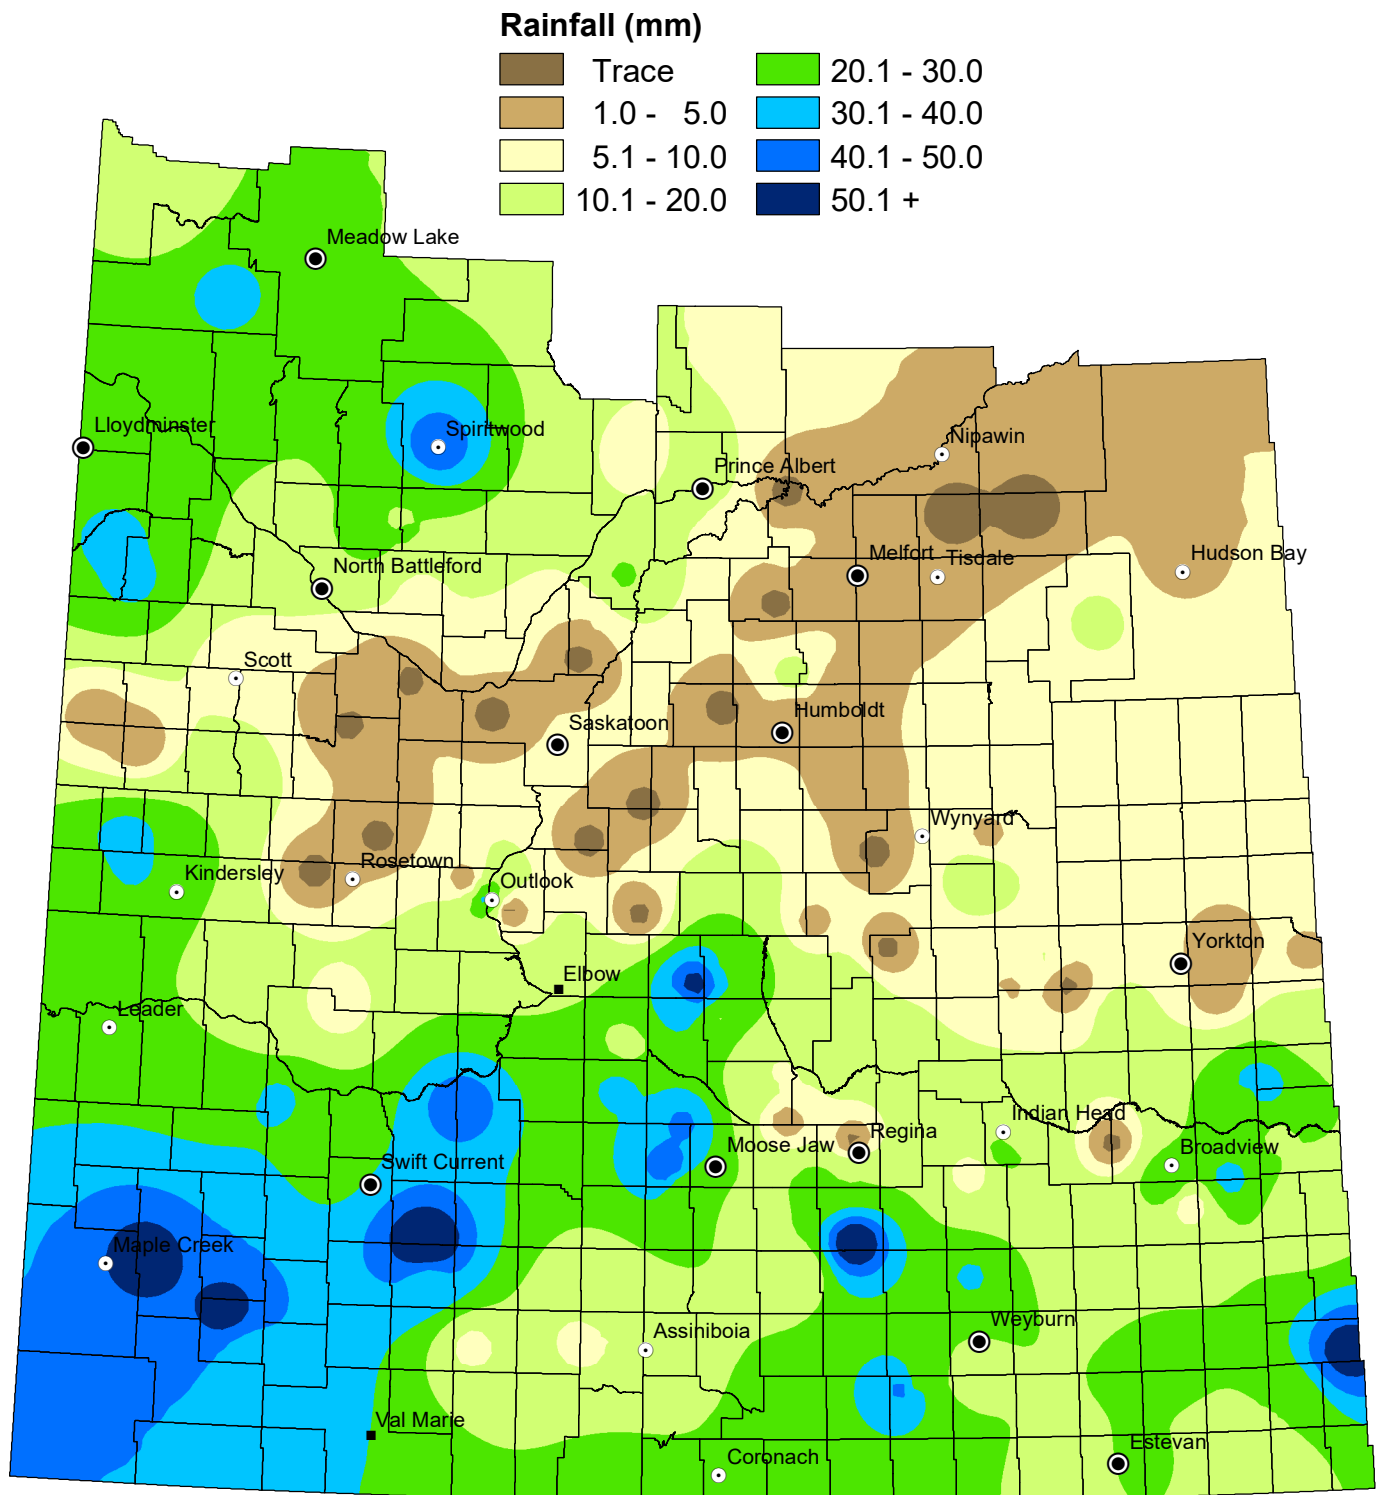 Rainfall (mm)
Trace
20.1 - 30.0
1.0 - 5.0
30.1 - 40.0
5.1 - 10.0
40.1 - 50.0
10.1 - 20.0
50.1 +
Meadow Lake
Lloydminster
Spiritwood
Nipawin
Prince Albert
Melfort
Tisdale
Hudson Bay
North Battleford
Scott
Humboldt
Saskatoon
Wynyard
Rosetown
Kindersley
Outlook
Yorkton
Elbow
Leader
Indian Head
Regina
Moose Jaw
Broadview
Swift Current
Maple Creek
Weyburn
Assiniboia
Val Marie
Estevan
Coronach